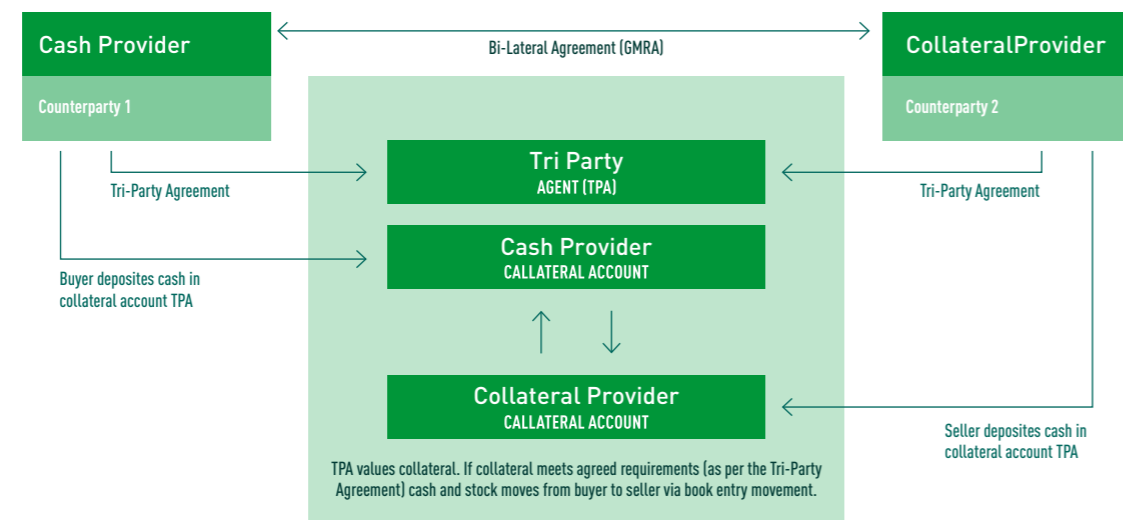 Cash Provider
Counterparty 1
Bi-Lateral Agreement (GMRA)
CollateralProvider
Counterparty 2
Tri Party
AGENT (TPA)
Tri-Party Agreement
Tri-Party Agreement
Cash Provider
CALLATERAL ACCOUNT
Buyer deposites cash in
collateral account TPA
Collateral Provider
CALLATERAL ACCOUNT
Seller deposites cash in
collateral account TPA
TPA values collateral. If collateral meets agreed requirements (as per the Tri-Party
Agreement) cash and stock moves from buyer to seller via book entry movement.